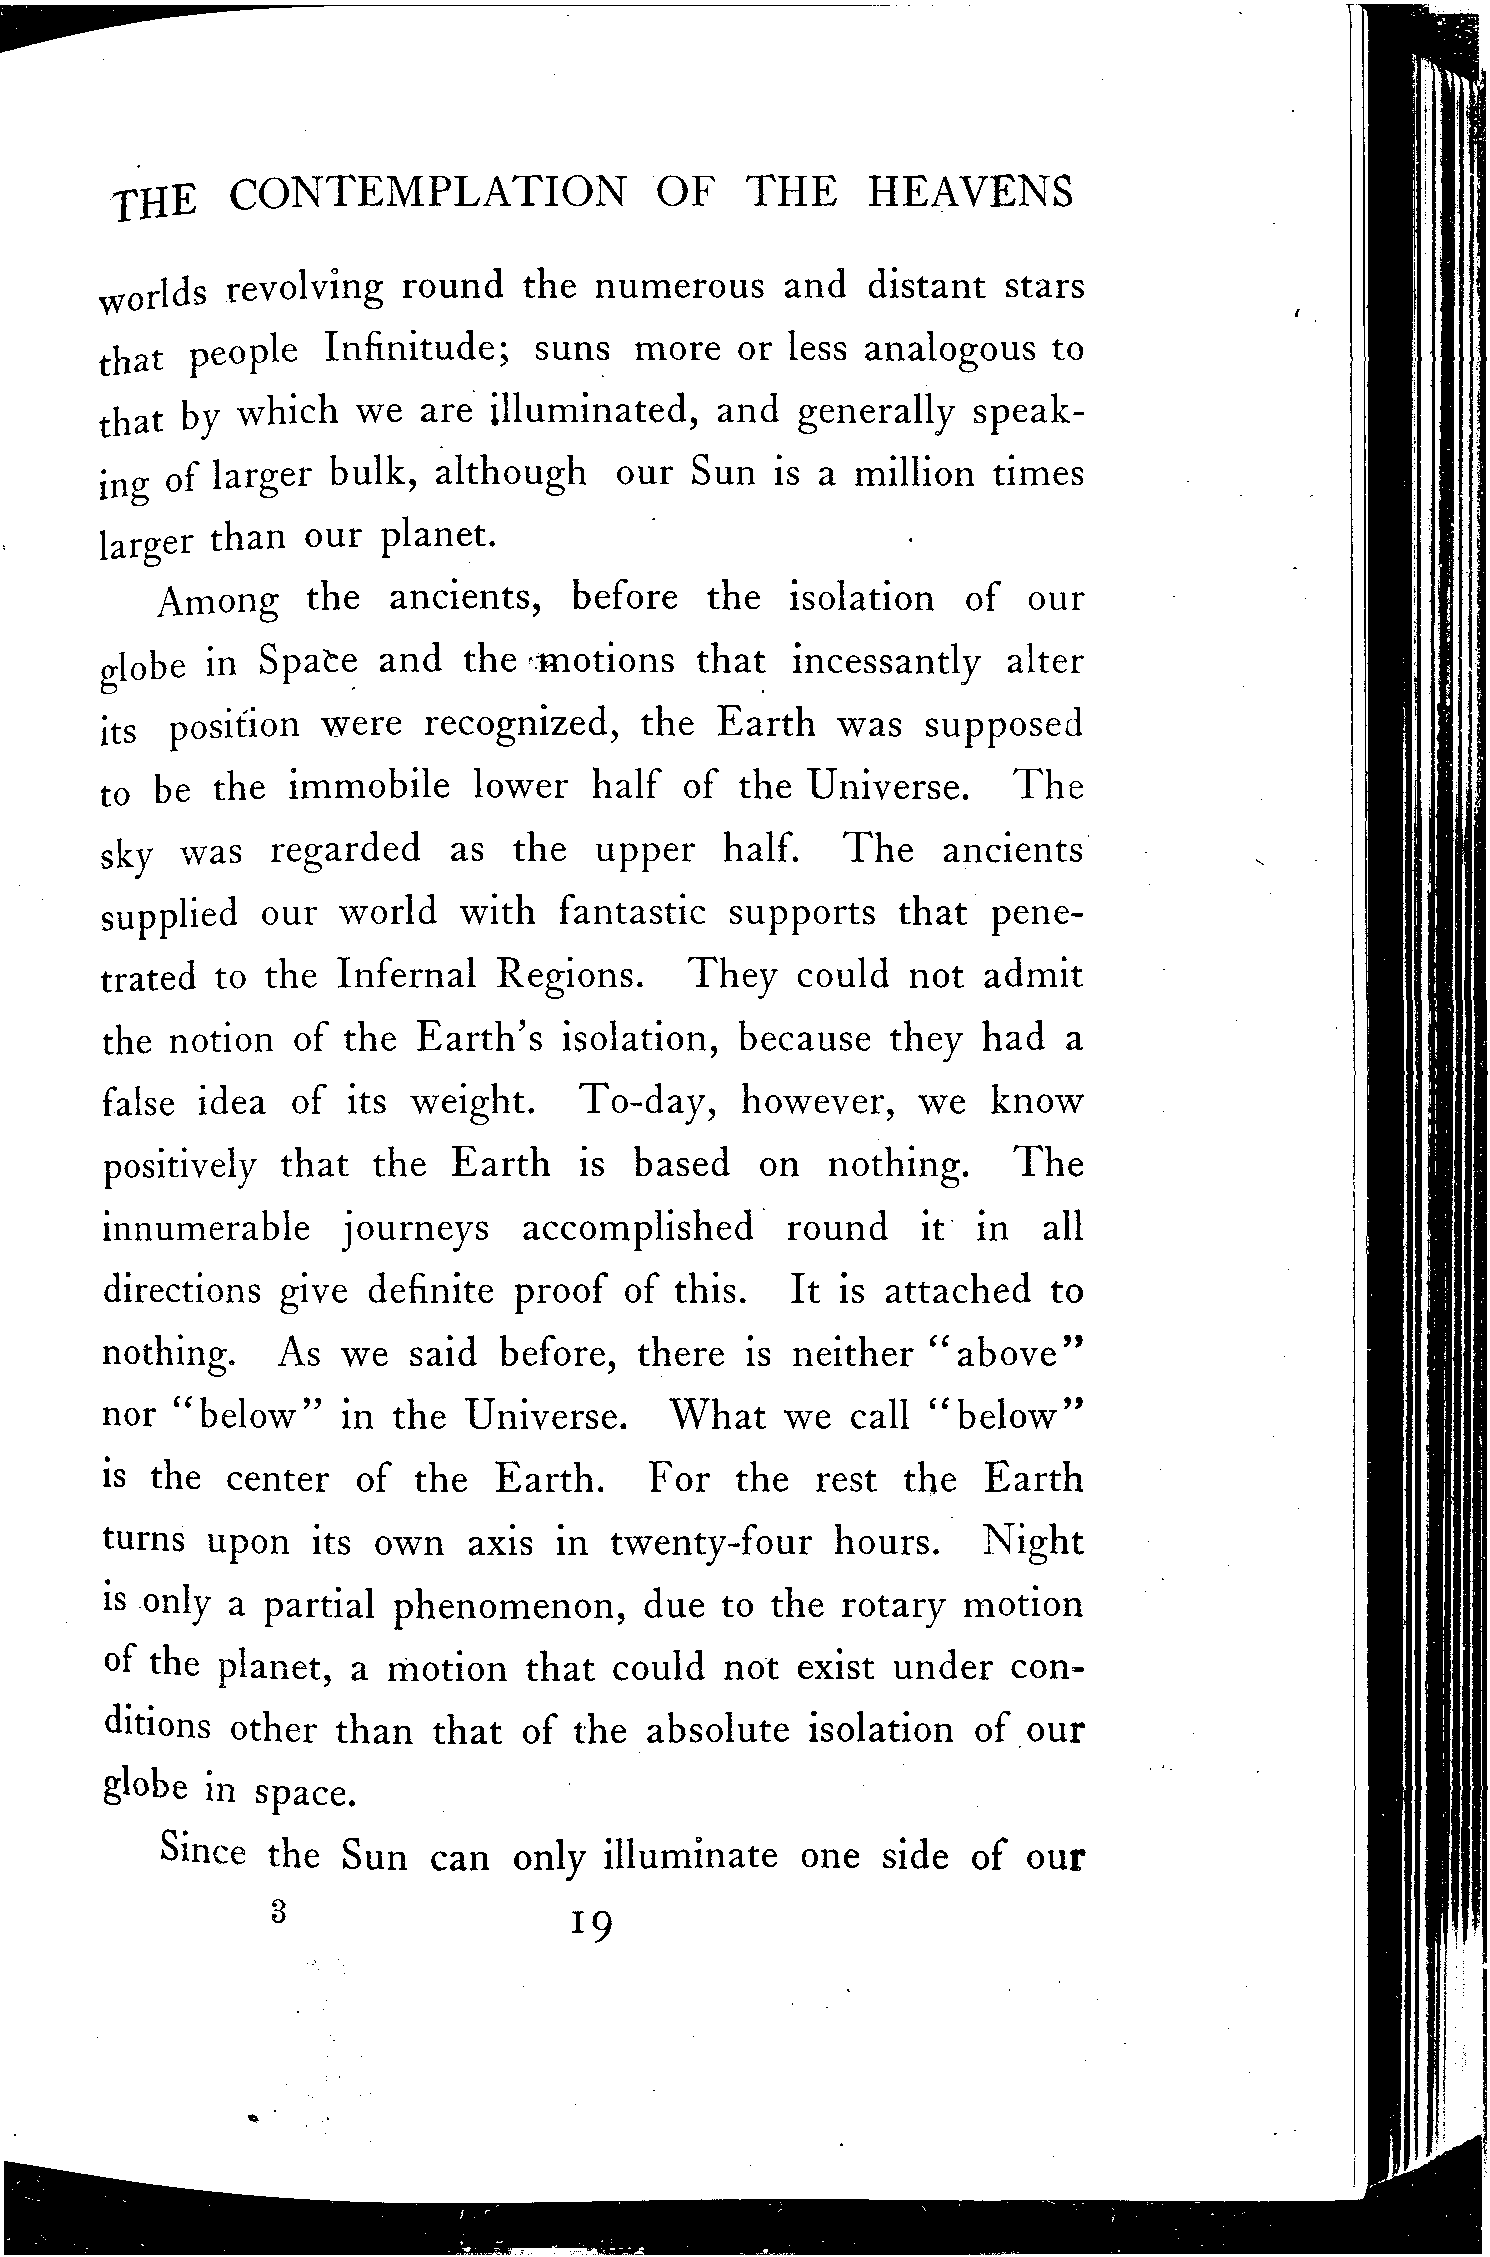 THE CONTEMPLATION OF THE HEAVENS
worlds revolving round the numerous and distant stars
that people Infinitude; suns more or less analogous to
that by which we are illuminated, and generally speak-
ing of larger bulk, although our Sun is a million times
larger than our planet.
Among the ancients, before the isolation of our
globe in Space and the motions that incessantly alter
its position were recognized, the Earth was supposed
to be the immobile lower half of the Universe. The
sky was regarded as the upper half. The ancients
supplied our world with fantastic supports that pene-
trated to the Infernal Regions. They could not admit
the notion of the Earth's isolation, because they had a
false idea of its weight. To-day, however, we know
positively that the Earth is based on nothing. The
innumerable journeys accomplished round it in all
directions give definite proof of this. It is attached to
nothing. As we said before, there is neither "above"
nor "below" in the Universe. What we call "below"
is the center of the Earth. For the rest the Earth
turns upon its own axis in twenty-four hours. Night
is only a partial phenomenon, due to the rotary motion
of the planet, a motion that could not exist under con-
ditions other than that of the absolute isolation of our
globe in space.
Since the Sun can only illuminate one side of our
3 19